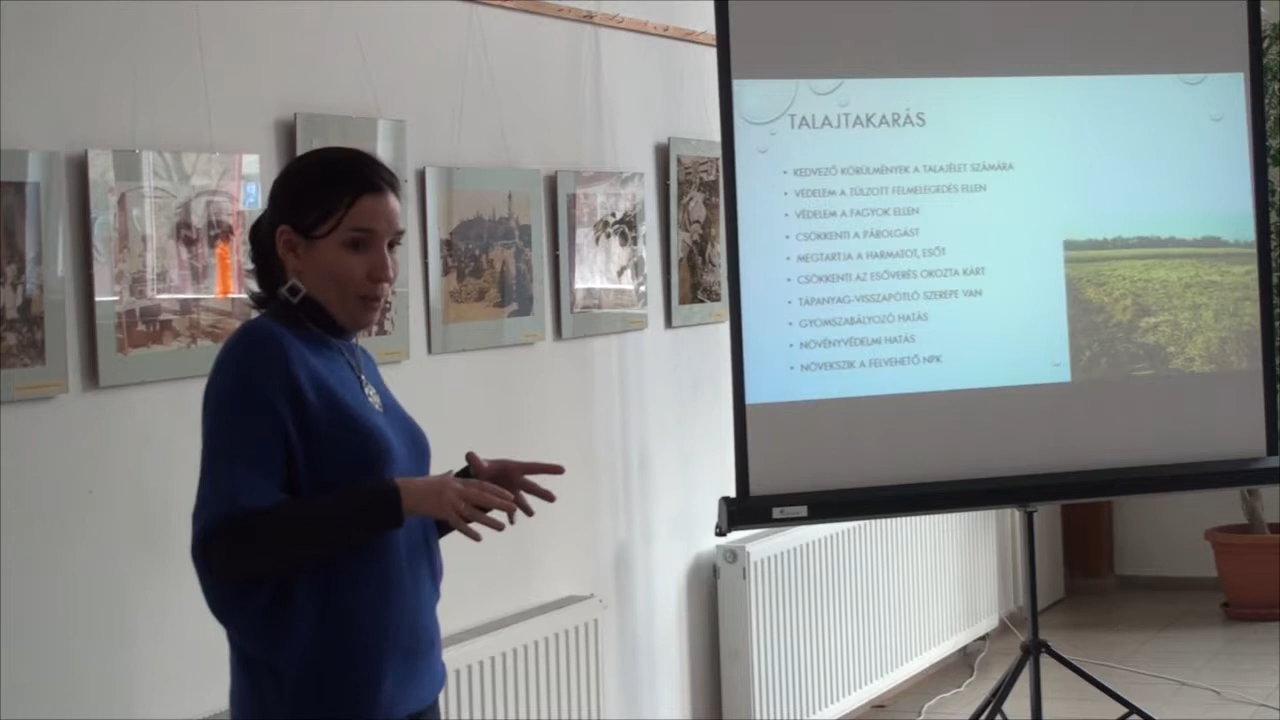 TALAJTAKARÁS
• KEDVEZŐ KÖRÜLMÉNYEK A TALAJÉLET SZÁMÁRA
• VÉDELEM A TÚLZOTT FELMELEGEDÉS ELLEN
• VÉDELEM A FAGYOK ELLEN
• CSÖKKENTI A PÁROLGÁST
• MEGTARTJA A HARMATOT, ESŐT
• CSÖKKENTI AZ ESŐVERÉS OKOZTA KÁRT
• TÁPANYAG-VISSZAPÓTLÓ SZEREPE VAN
• GYOMSZABÁLYOZÓ HATÁS
• NÖVÉNYVÉDELMI HATÁS
• NÖVEKSZIK A FELVEHETŐ NPK